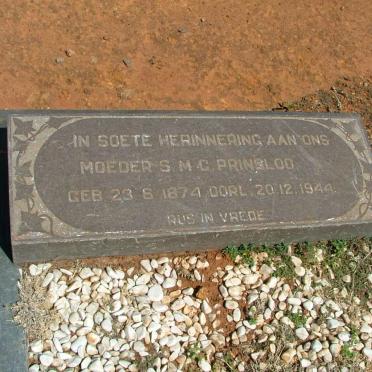 IN SOETE HERINNERING AAN ONS
MOEDER S.M.C. PRINSLOO
GEB. 23.6.1874 OORL. 20.12.1944.
RUS IN VREDE